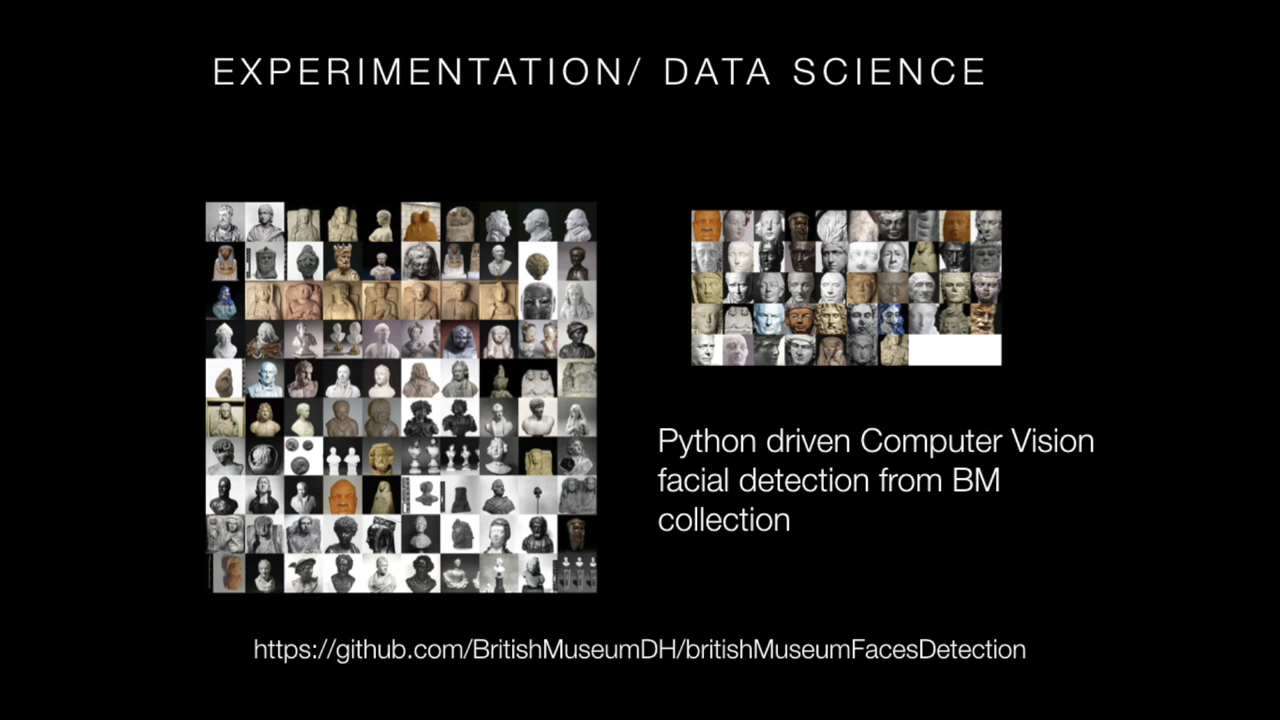 EXPERIMENTATION/ DATA SCIENCE
Python driven Computer Vision
facial detection from BM
collection
https://github.com/BritishMuseumDH/britishMuseumFacesDetection